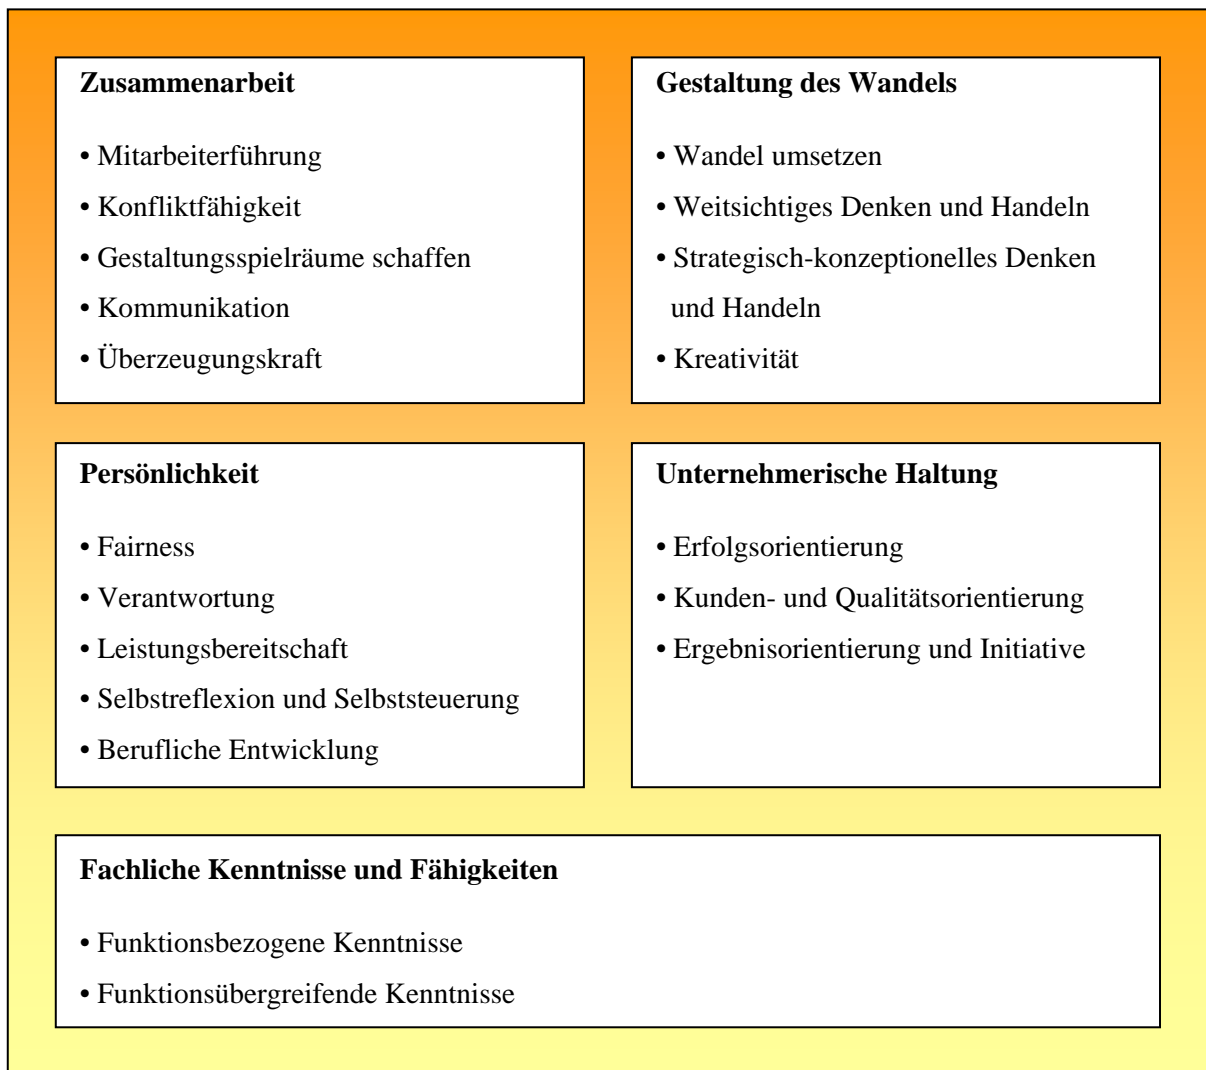 Zusammenarbeit
• Mitarbeiterführung
• Konfliktfähigkeit
• Gestaltungsspielräume schaffen
• Kommunikation
• Überzeugungskraft
Gestaltung des Wandels
• Wandel umsetzen
• Weitsichtiges Denken und Handeln
• Strategisch-konzeptionelles Denken
und Handeln
• Kreativität
Persönlichkeit
• Fairness
• Verantwortung
• Leistungsbereitschaft
• Selbstreflexion und Selbststeuerung
• Berufliche Entwicklung
Unternehmerische Haltung
• Erfolgsorientierung
• Kunden- und Qualitätsorientierung
• Ergebnisorientierung und Initiative
Fachliche Kenntnisse und Fähigkeiten
• Funktionsbezogene Kenntnisse
• Funktionsübergreifende Kenntnisse